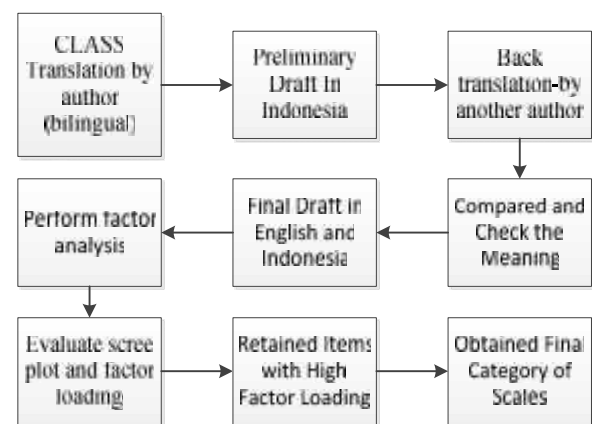 CLASS
Translation by
author
(bilingual)
Preliminary
Draft In
Indonesia
Back
translation-by
another author
Compared and
Check the
Meaning
Final Draft in
English and
Indonesia
Perform factor
analysis
Evaluate scree
plot and factor
loading
Retained Items
with High
Factor Loading
Obtained Final
Category of
Scales